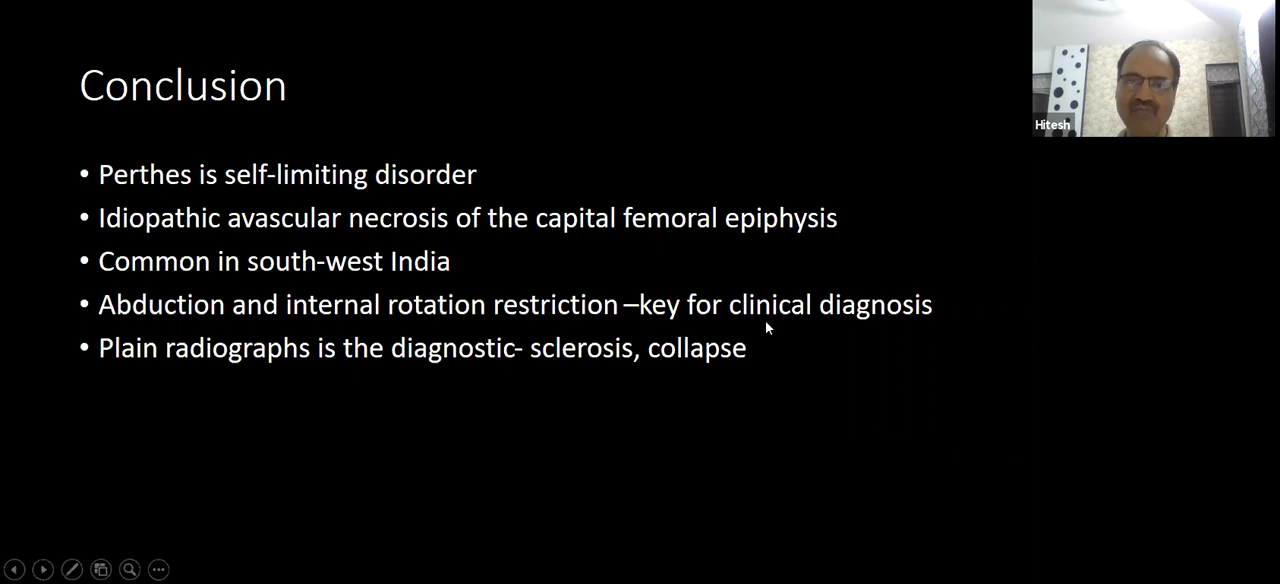 Conclusion
Hitesh
• Perthes is self-limiting disorder
• Idiopathic avascular necrosis of the capital femoral epiphysis
• Common in south-west India
• Abduction and internal rotation restriction –key for clinical diagnosis
• Plain radiographs is the diagnostic- sclerosis, collapse